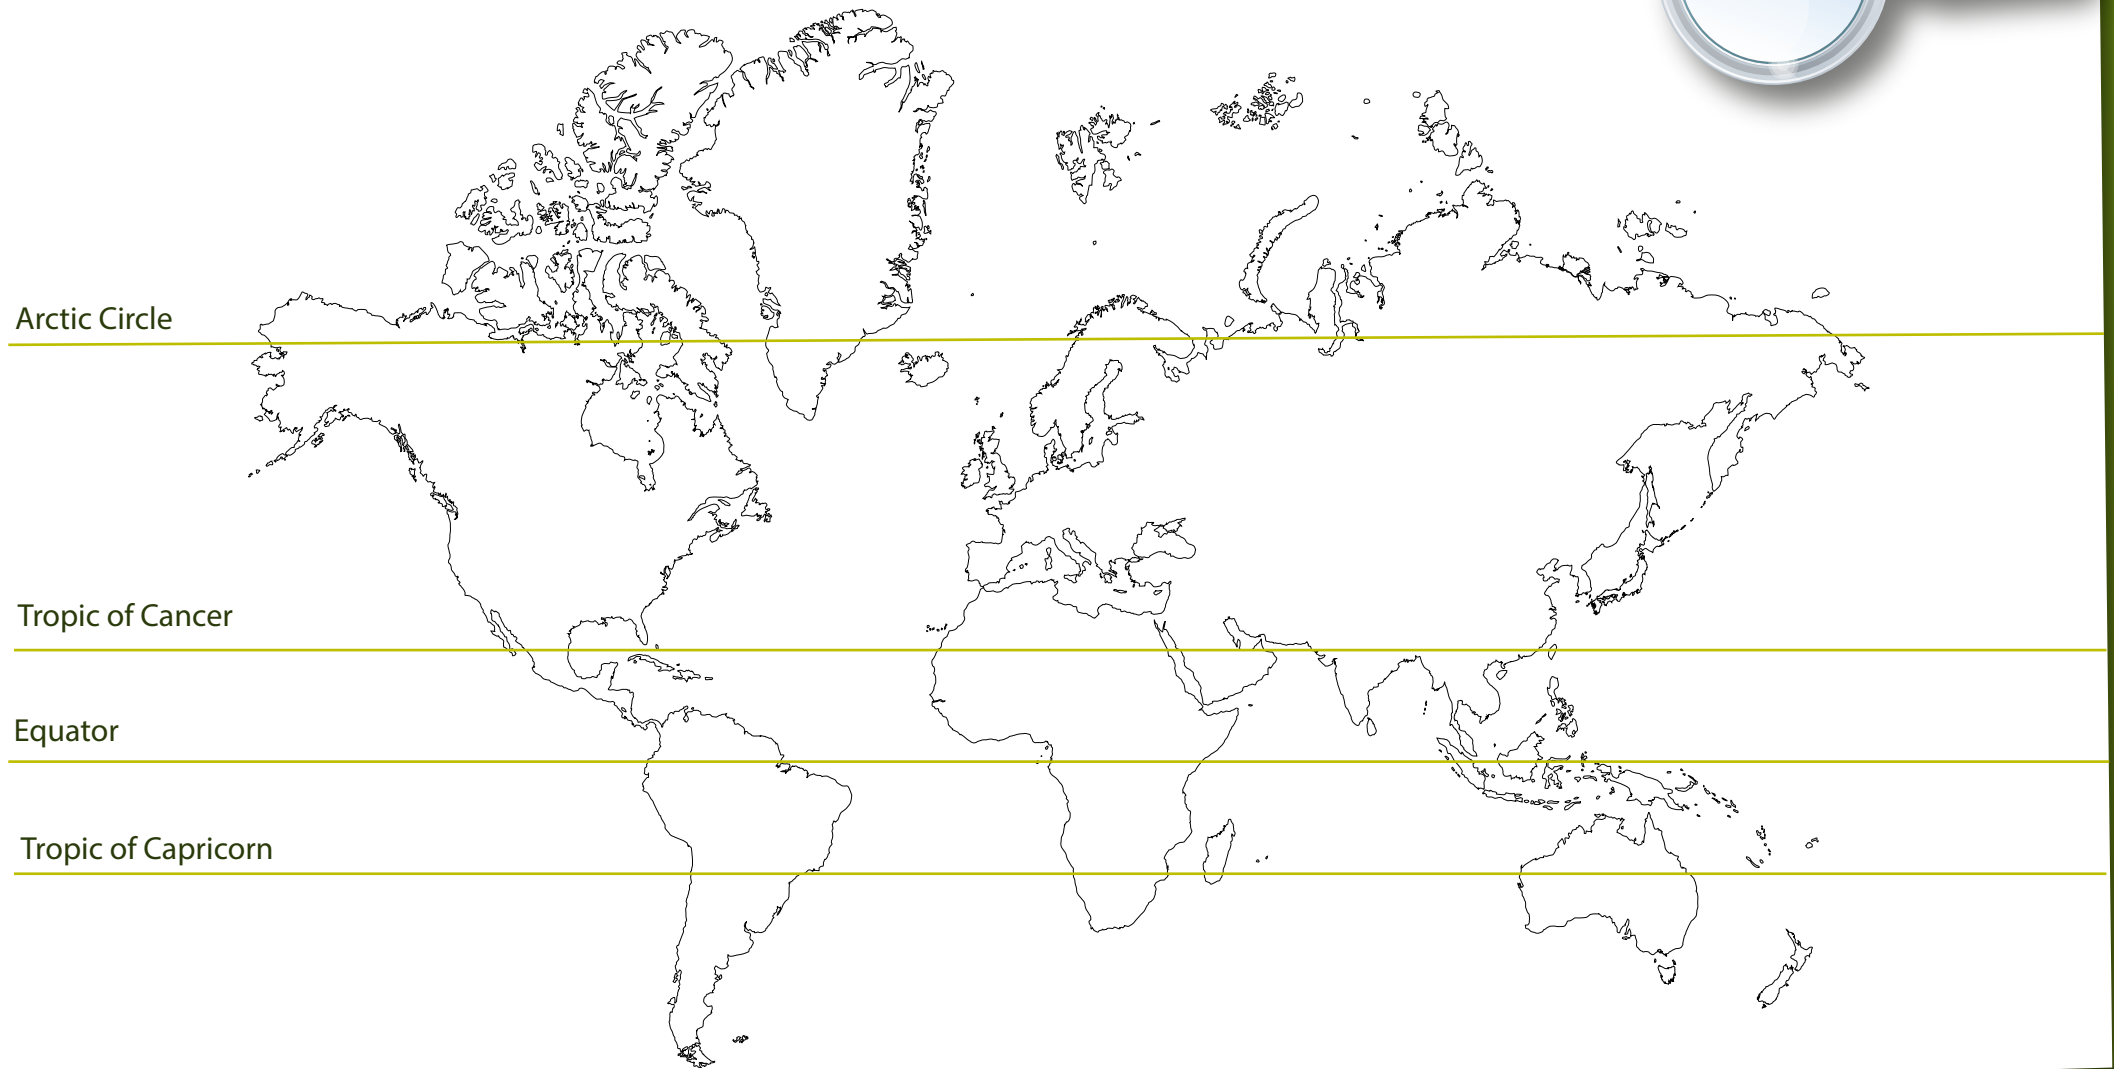 Arctic Circle
Tropic of Cancer
Equator
Tropic of Capricorn